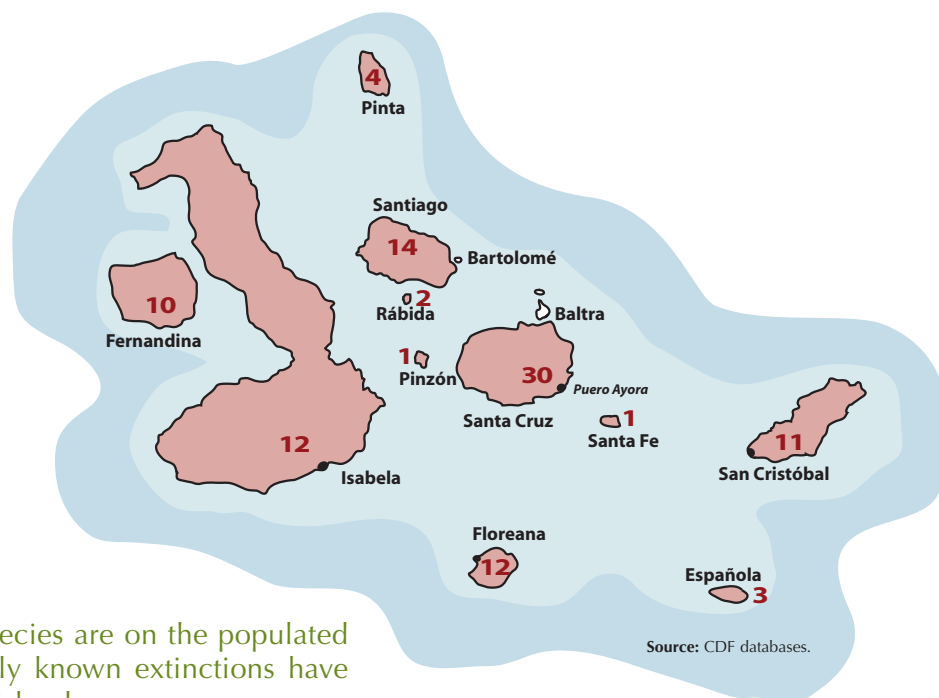 4
Pinta
Santiago
14
Bartolomé
2
Rábida
10
Fernandina
Baltra
1
Pinzón
30
Puero Ayora
Santa Cruz
1
Santa Fe
11
San Cristóbal
12
Isabela
Floreana
12
Española
3
ecies are on the populated
ly known extinctions have
Source: CDF databases.